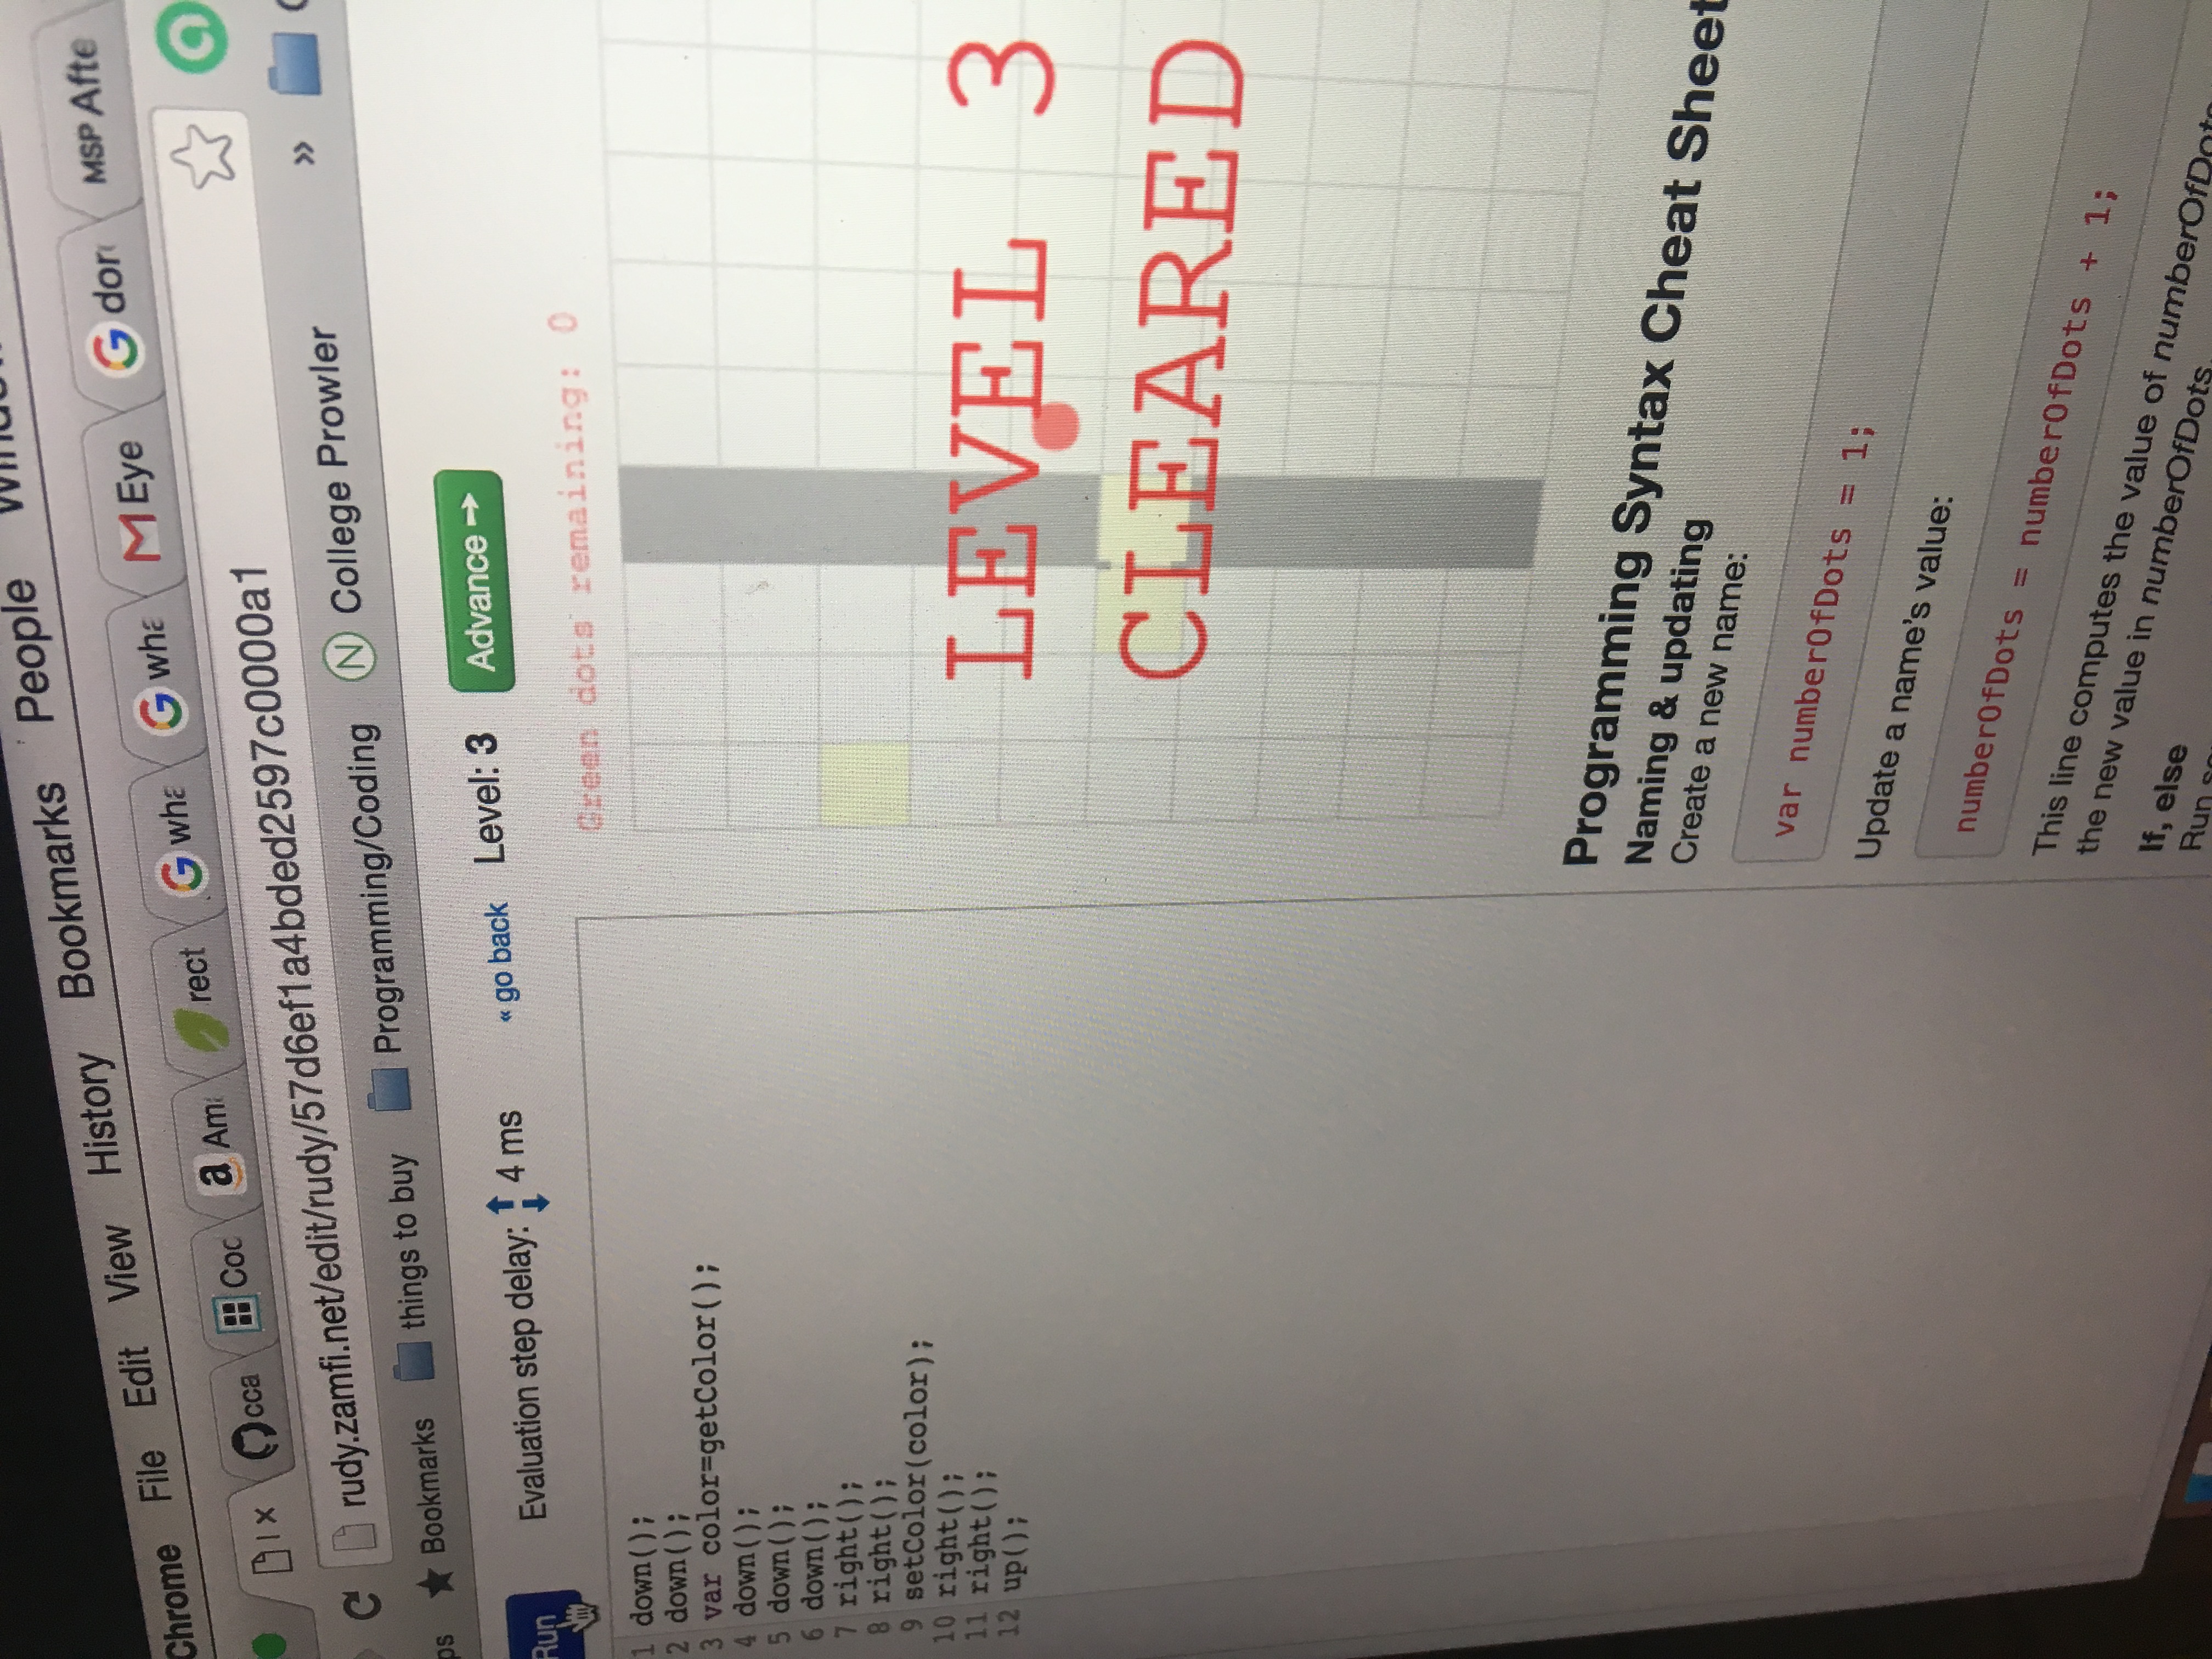 Chrome File Edit View History Bookmarks People
I x cca Coc Am rect wha wha Eye dor MSP Afte
rudy.zamfi.net/edit/rudy/57d6ef1a4bded2597c0000a1
ps Bookmarks things to buy Programming/Coding N College Prowler »
Run Evaluation step delay: 4 ms « go back Level: 3 Advance →
Green dots remaining: 0
1 down();
2 down();
3 var color=getColor();
4 down();
5 down();
6 down();
7 right();
8 right();
9 setColor(color);
10 right();
11 right();
12 up();
LEVEL 3
CLEARED
Programming Syntax Cheat Sheet
Naming & updating
Create a new name:
var numberOfDots = 1;
Update a name's value:
numberOfDots = numberOfDots + 1;
This line computes the value of numberOfDots
the new value in numberOfDots.
If, else
Run